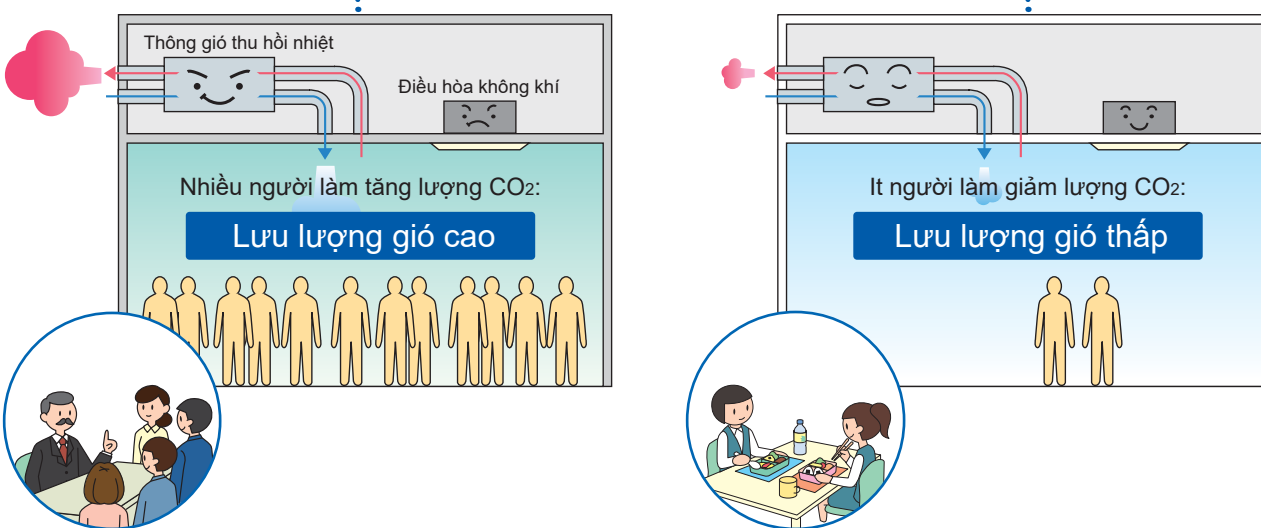 Thông gió thu hồi nhiệt
Điều hòa không khí
Nhiều người làm tăng lượng CO2:
Lưu lượng gió cao
It người làm giảm lượng CO2:
Lưu lượng gió thấp